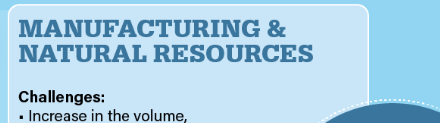 MANUFACTURING &
NATURAL RESOURCES
Challenges:
• Increase in the volume,